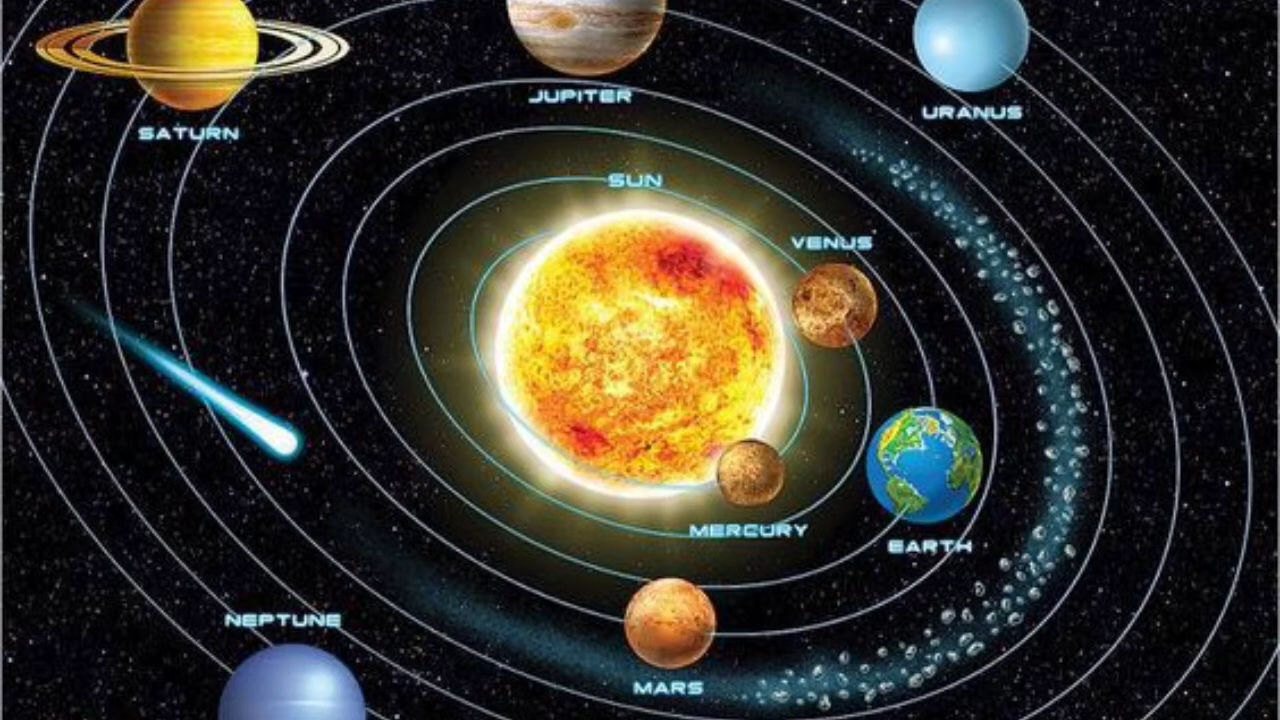 JUPITER
URANUS
SATURN
SUN
VENUS
MERCURY
EARTH
NEPTUNE
MARS